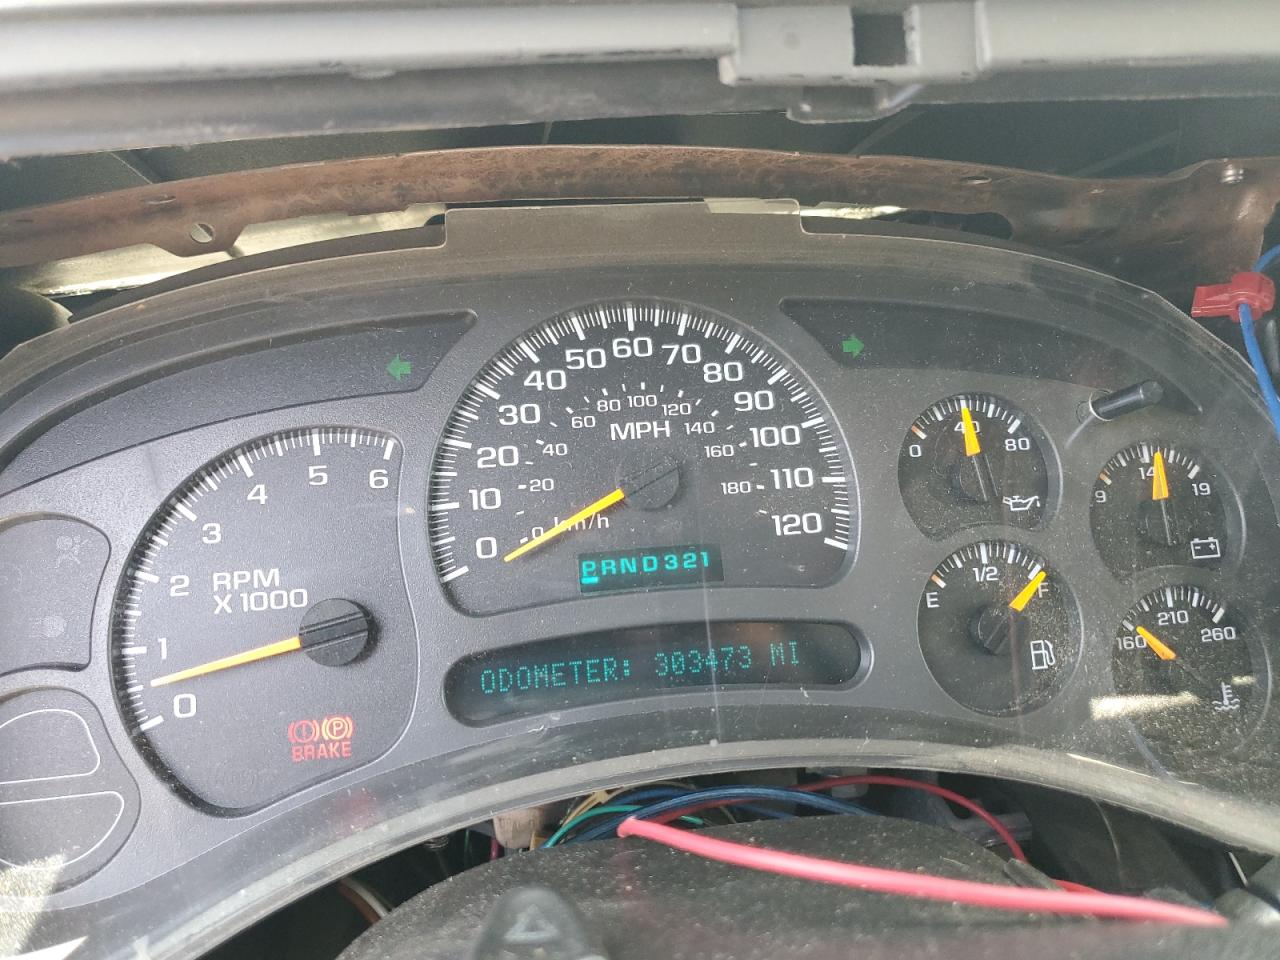 0 1 2 3 4 5 6
RPM
X 1000
BRAKE
0 10 20 30 40 50 60 70 80 90 100 110 120
MPH
0 20 40 60 80 100 120 140 160 180
km/h
PRND321
ODOMETER: 303473 MI
0 40 80
9 14 19
E 1/2 F
160 210 260